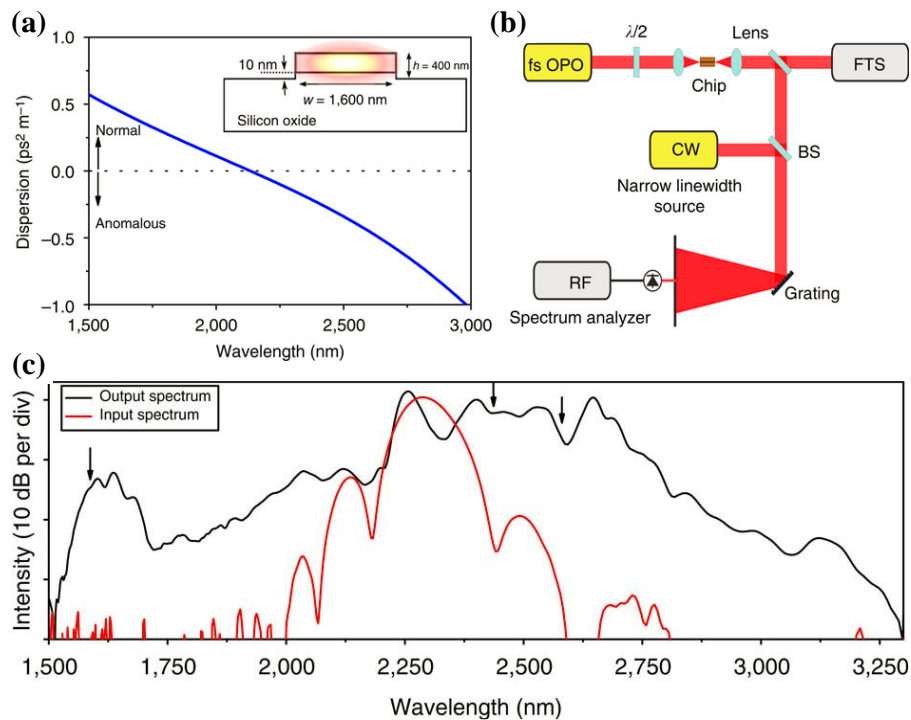 (a)
1.0
0.5
0.0
−0.5
−1.0
Dispersion (ps² m⁻¹)
Normal
Anomalous
10 nm
h = 400 nm
w = 1,600 nm
Silicon oxide
1,500
2,000
2,500
3,000
Wavelength (nm)
(b)
λ/2
Lens
fs OPO
Chip
FTS
CW
BS
Narrow linewidth
source
RF
Grating
Spectrum analyzer
(c)
Output spectrum
Input spectrum
Intensity (10 dB per div)
1,500
1,750
2,000
2,250
2,500
2,750
3,000
3,250
Wavelength (nm)